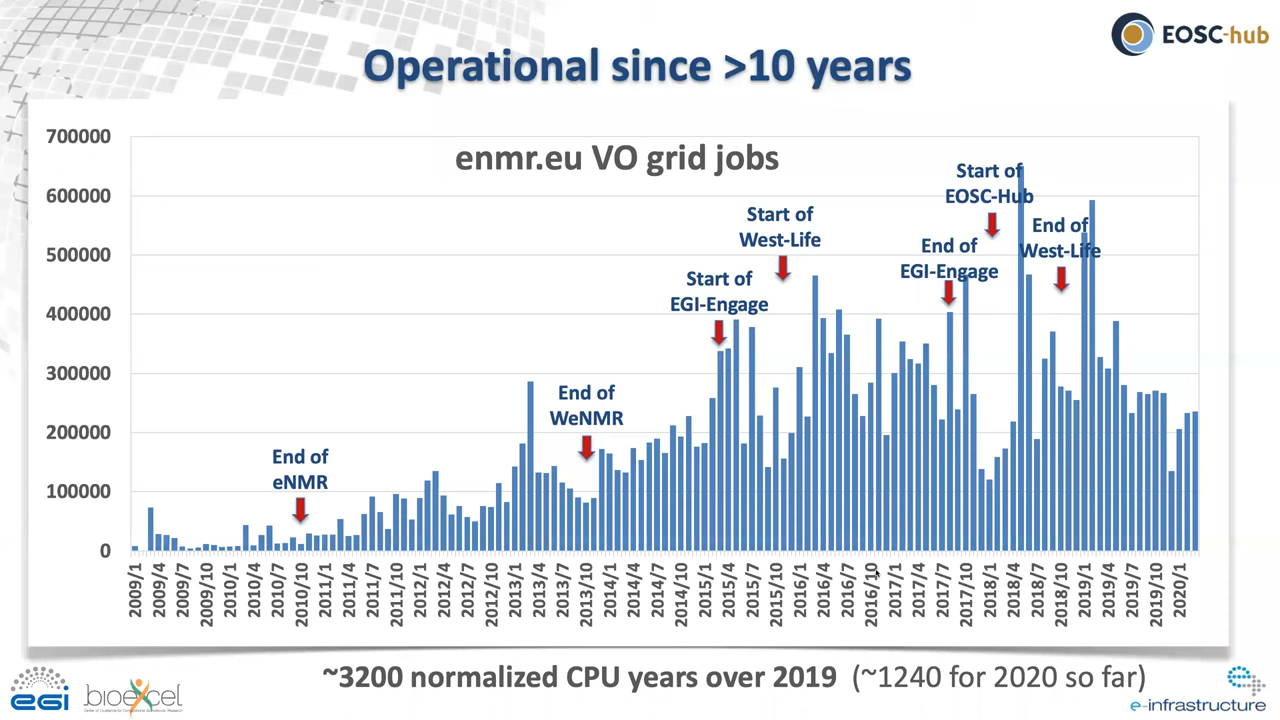 EOSC-hub
Operational since >10 years
enmr.eu VO grid jobs
700000
600000
500000
400000
300000
200000
100000
0
Start of
EOSC-Hub
Start of
West-Life
End of
West-Life
End of
EGI-Engage
Start of
EGI-Engage
End of
WeNMR
End of
eNMR
2009/1
2009/4
2009/7
2009/10
2010/1
2010/4
2010/7
2010/10
2011/1
2011/4
2011/7
2011/10
2012/1
2012/4
2012/7
2012/10
2013/1
2013/4
2013/7
2013/10
2014/1
2014/4
2014/7
2014/10
2015/1
2015/4
2015/7
2015/10
2016/1
2016/4
2016/7
2016/10
2017/1
2017/4
2017/7
2017/10
2018/1
2018/4
2018/7
2018/10
2019/1
2019/4
2019/7
2019/10
2020/1
~3200 normalized CPU years over 2019 (~1240 for 2020 so far)
egi
bioexcel
e-infrastructure